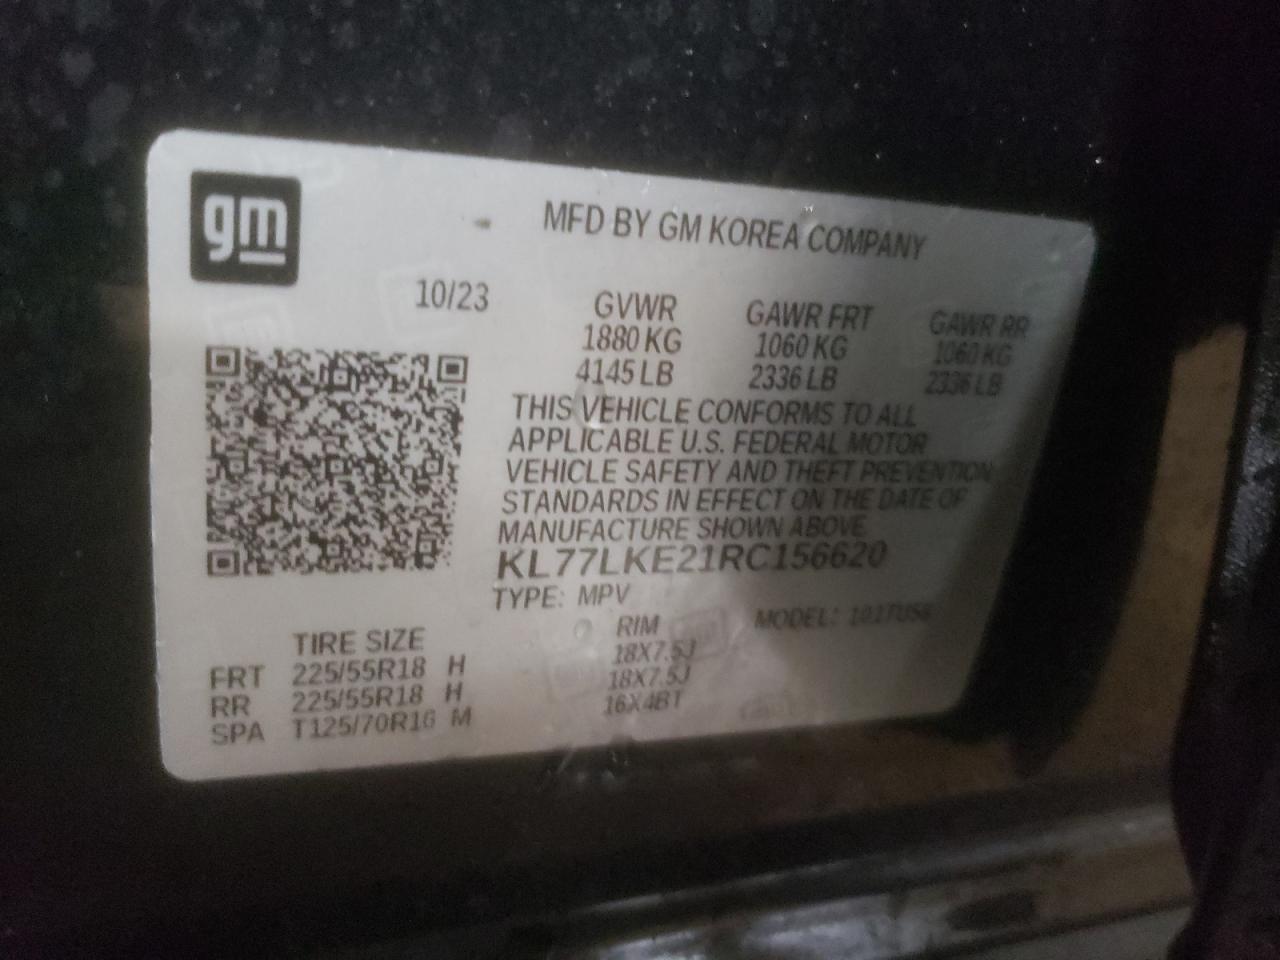 gm
MFD BY GM KOREA COMPANY
10/23 GVWR GAWR FRT GAWR RR
1880 KG 1060 KG 1060 KG
4145 LB 2336 LB 2336 LB
THIS VEHICLE CONFORMS TO ALL
APPLICABLE U.S. FEDERAL MOTOR
VEHICLE SAFETY AND THEFT PREVENTION
STANDARDS IN EFFECT ON THE DATE OF
MANUFACTURE SHOWN ABOVE
KL77LKE21RC156620
TYPE: MPV MODEL:
TIRE SIZE RIM
FRT 225/55R18 H 18X7.5J
RR 225/55R18 H 18X7.5J
SPA T125/70R16 M 16X4BT